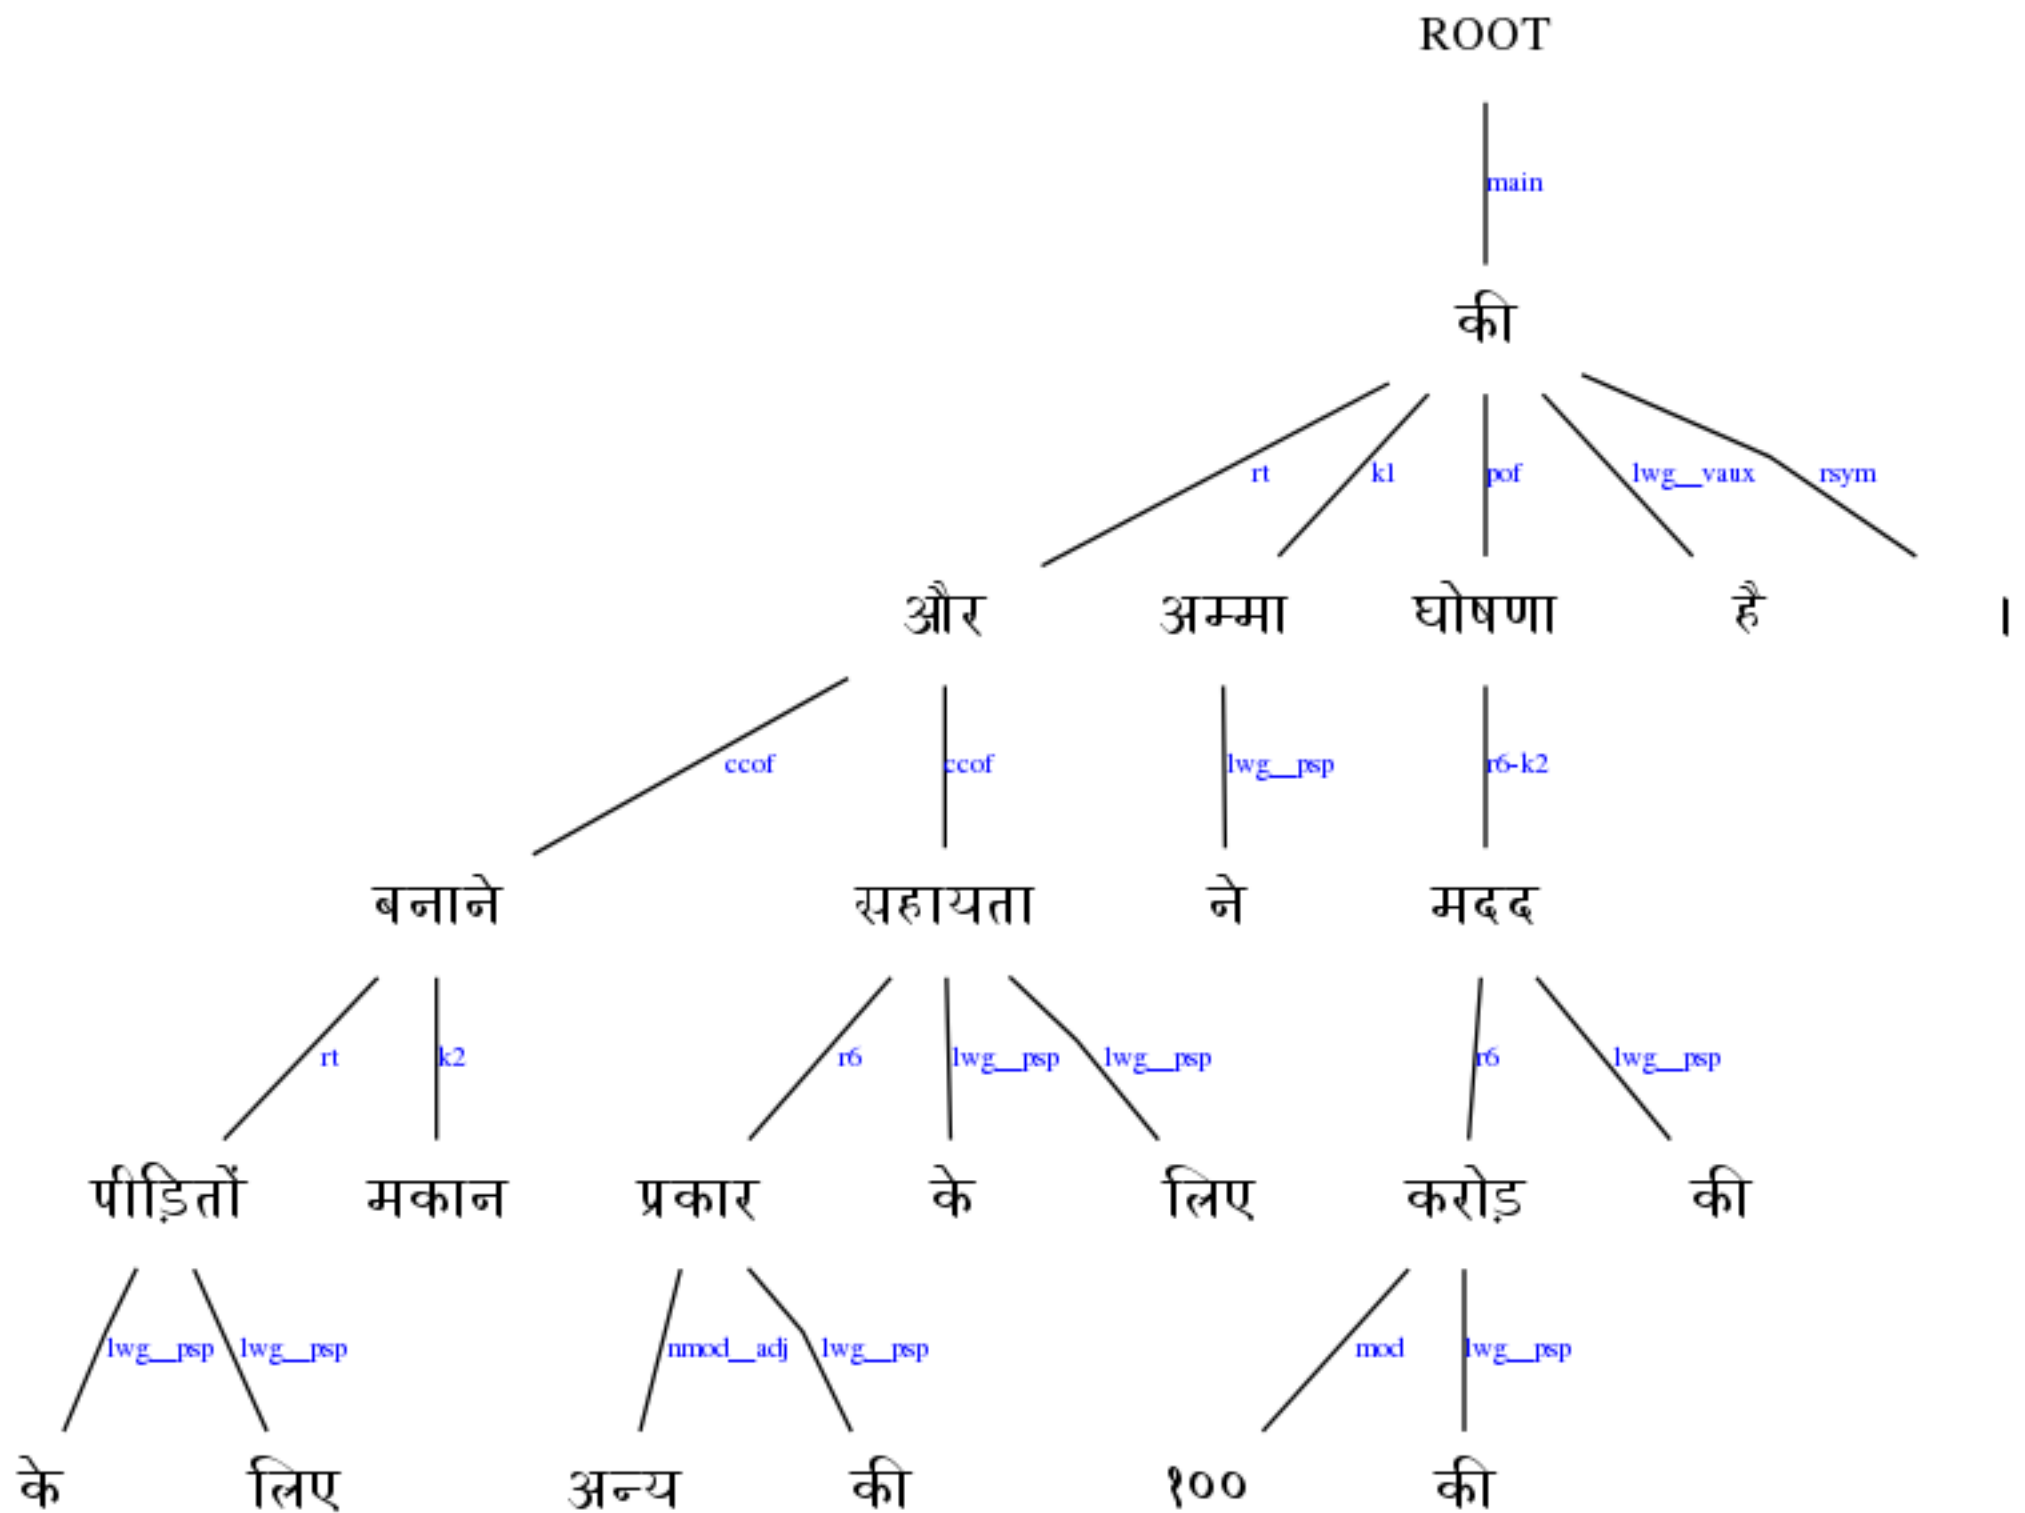 ROOT
main
की
rt k1 pof lwg__vaux rsym
और अम्मा घोषणा है ।
ccof ccof lwg__psp r6-k2
बनाने सहायता ने मदद
rt k2 r6 lwg__psp lwg__psp r6 lwg__psp
पीड़ितों मकान प्रकार के लिए करोड़ की
lwg__psp lwg__psp nmod__adj lwg__psp mod lwg__psp
के लिए अन्य की १०० की